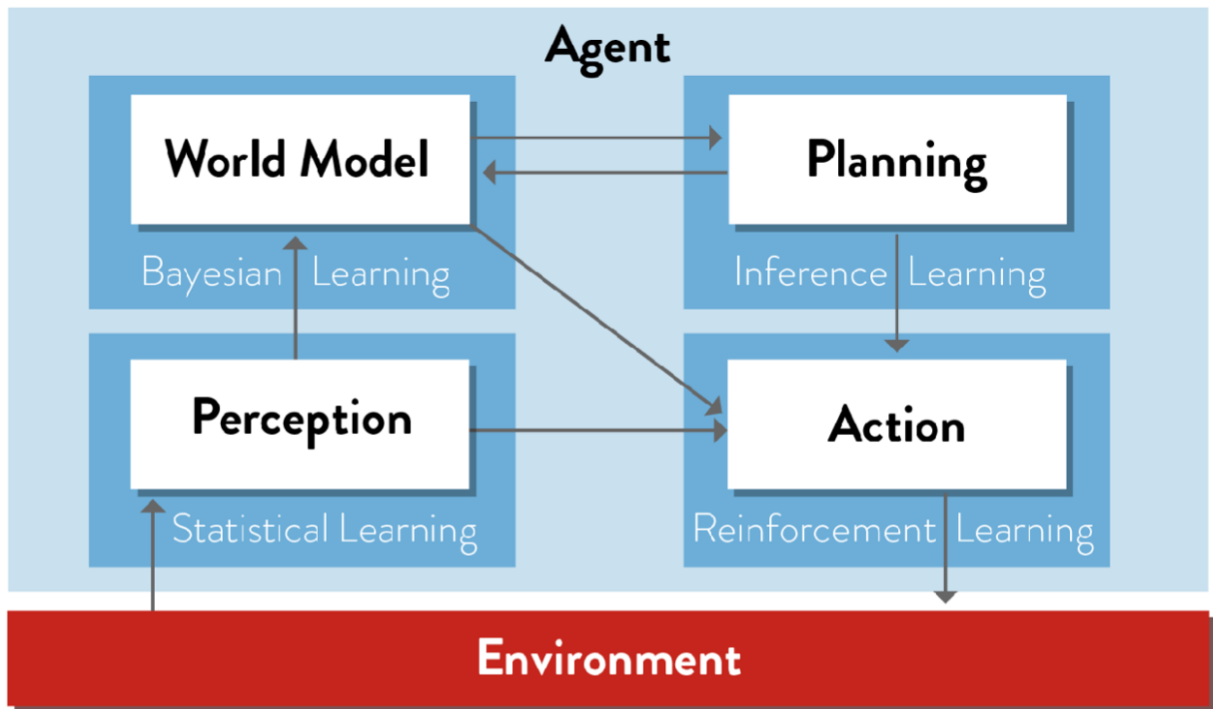 Agent
World Model
Planning
Bayesian Learning
Inference Learning
Perception
Action
Statistical Learning
Reinforcement Learning
Environment